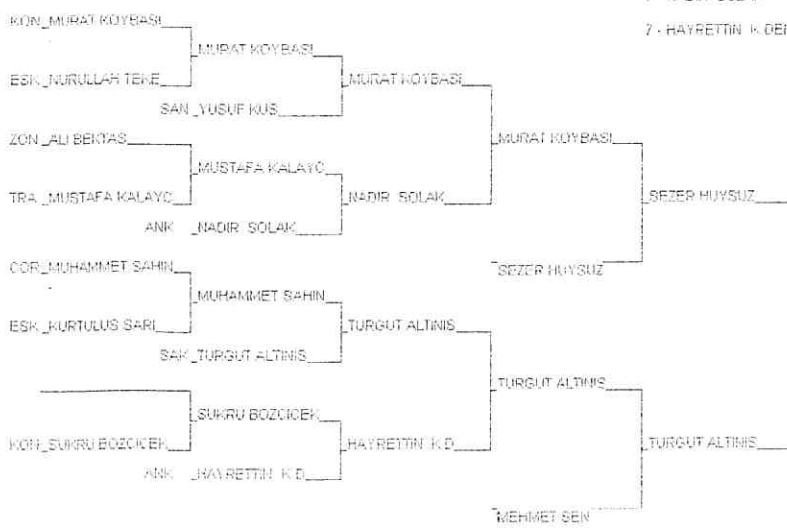 7 - HAYRETTIN K DEM
KON_MURAT KOYBASI
MURAT KOYBASI
ESK_NURULLAH TEKE
MURAT KOYBASI
SAN_YUSUF KUS
MURAT KOYBASI
ZON_ALI BEKTAS
MUSTAFA KALAYC
TRA_MUSTAFA KALAYC
NADIR SOLAK
SEZER HUYSUZ
ANK_NADIR SOLAK
SEZER HUYSUZ
COR_MUHAMMET SAHIN
MUHAMMET SAHIN
ESK_KURTULUS SARI
TURGUT ALTINIS
SAK_TURGUT ALTINIS
TURGUT ALTINIS
SUKRU BOZCICEK
KON_SUKRU BOZCICEK
HAYRETTIN K D
TURGUT ALTINIS
ANK_HAYRETTIN K D
MEHMET SEN